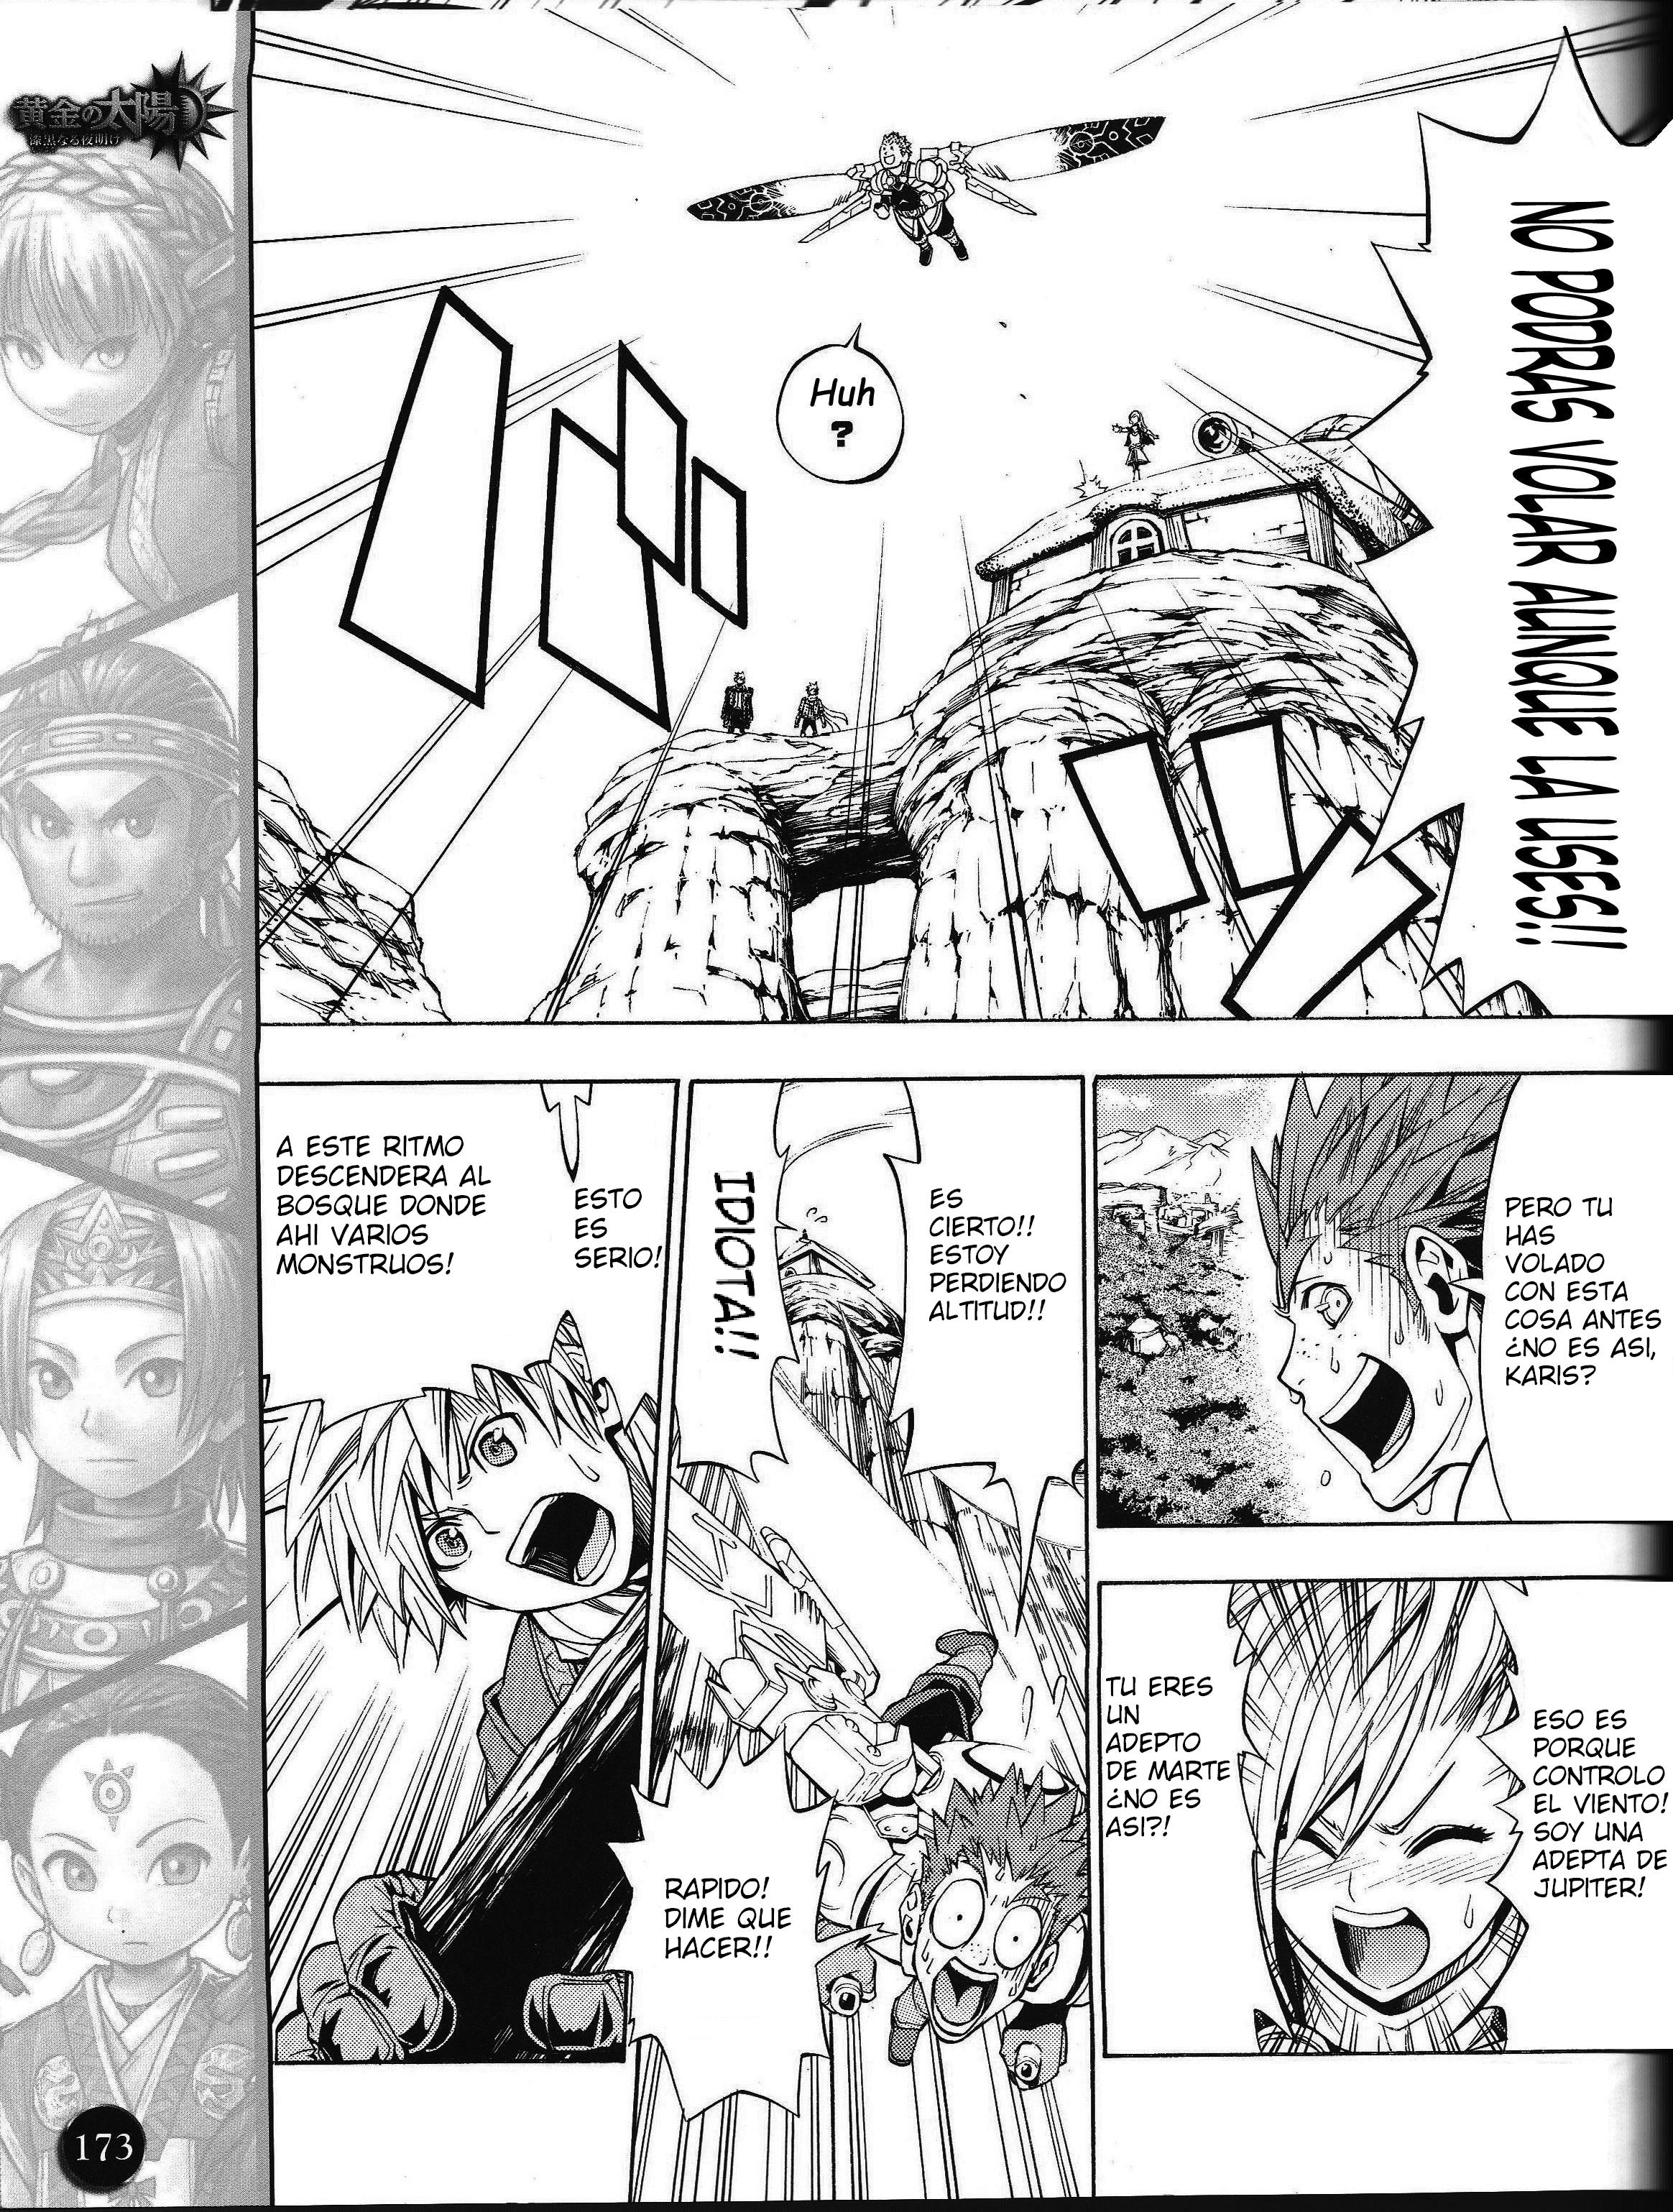 黄金の太陽
漆黒なる夜明け
NO PODRAS VOLAR AUNQUE LA USES!!
Huh
?
バッ
PERO TU
HAS
VOLADO
CON ESTA
COSA ANTES
¿NO ES ASI,
KARIS?
ESO ES
PORQUE
CONTROLO
EL VIENTO!
SOY UNA
ADEPTA DE
JUPITER!
TU ERES
UN
ADEPTO
DE MARTE
¿NO ES
ASI?!
ES
CIERTO!!
ESTOY
PERDIENDO
ALTITUD!!
IDIOTA!!
RAPIDO!
DIME QUE
HACER!!
ESTO
ES
SERIO!
A ESTE RITMO
DESCENDERA AL
BOSQUE DONDE
AHI VARIOS
MONSTRUOS!
173